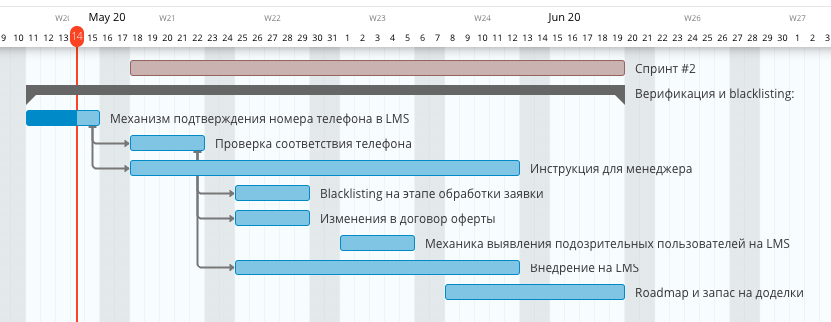 May 20 Jun 20
W20 W21 W22 W23 W24 W26 W27
9 10 11 12 13 14 15 16 17 18 19 20 21 22 23 24 25 26 27 28 29 30 31 1 2 3 4 5 6 7 8 9 10 11 12 13 14 15 16 17 18 19 20 21 22 23 24 25 26 27 28 29 30 1 2 3
Спринт #2
Верификация и blacklisting:
Механизм подтверждения номера телефона в LMS
Проверка соответствия телефона
Инструкция для менеджера
Blacklisting на этапе обработки заявки
Изменения в договор оферты
Механика выявления подозрительных пользователей на LMS
Внедрение на LMS
Roadmap и запас на доделки